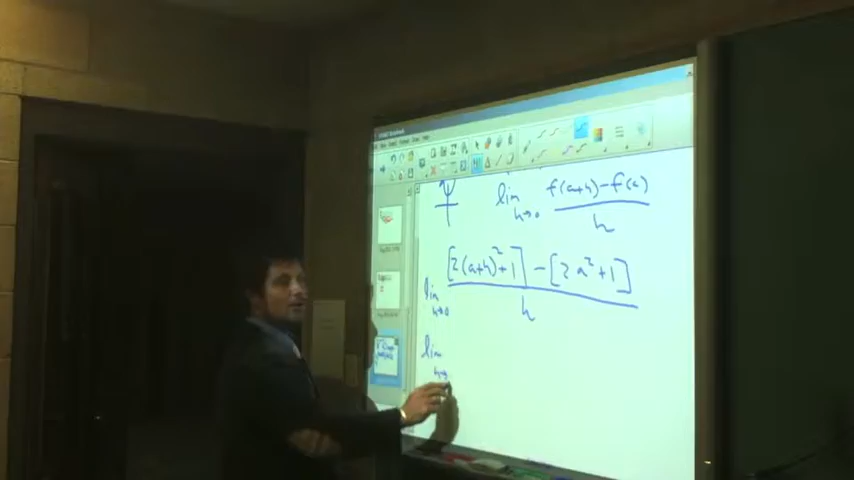 lim h→0 f(a+h)-f(a) / h
lim h→0 [2(a+h)²+1] - [2a²+1] / h
lim h→